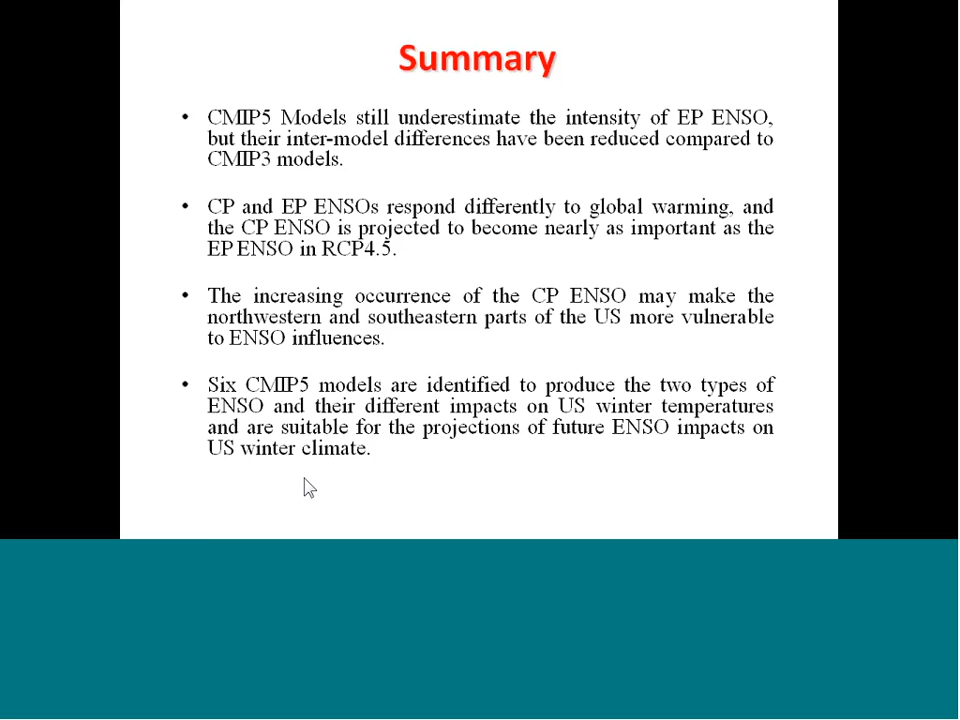 Summary
• CMIP5 Models still underestimate the intensity of EP ENSO,
but their inter-model differences have been reduced compared to
CMIP3 models.
• CP and EP ENSOs respond differently to global warming, and
the CP ENSO is projected to become nearly as important as the
EP ENSO in RCP4.5.
• The increasing occurrence of the CP ENSO may make the
northwestern and southeastern parts of the US more vulnerable
to ENSO influences.
• Six CMIP5 models are identified to produce the two types of
ENSO and their different impacts on US winter temperatures
and are suitable for the projections of future ENSO impacts on
US winter climate.